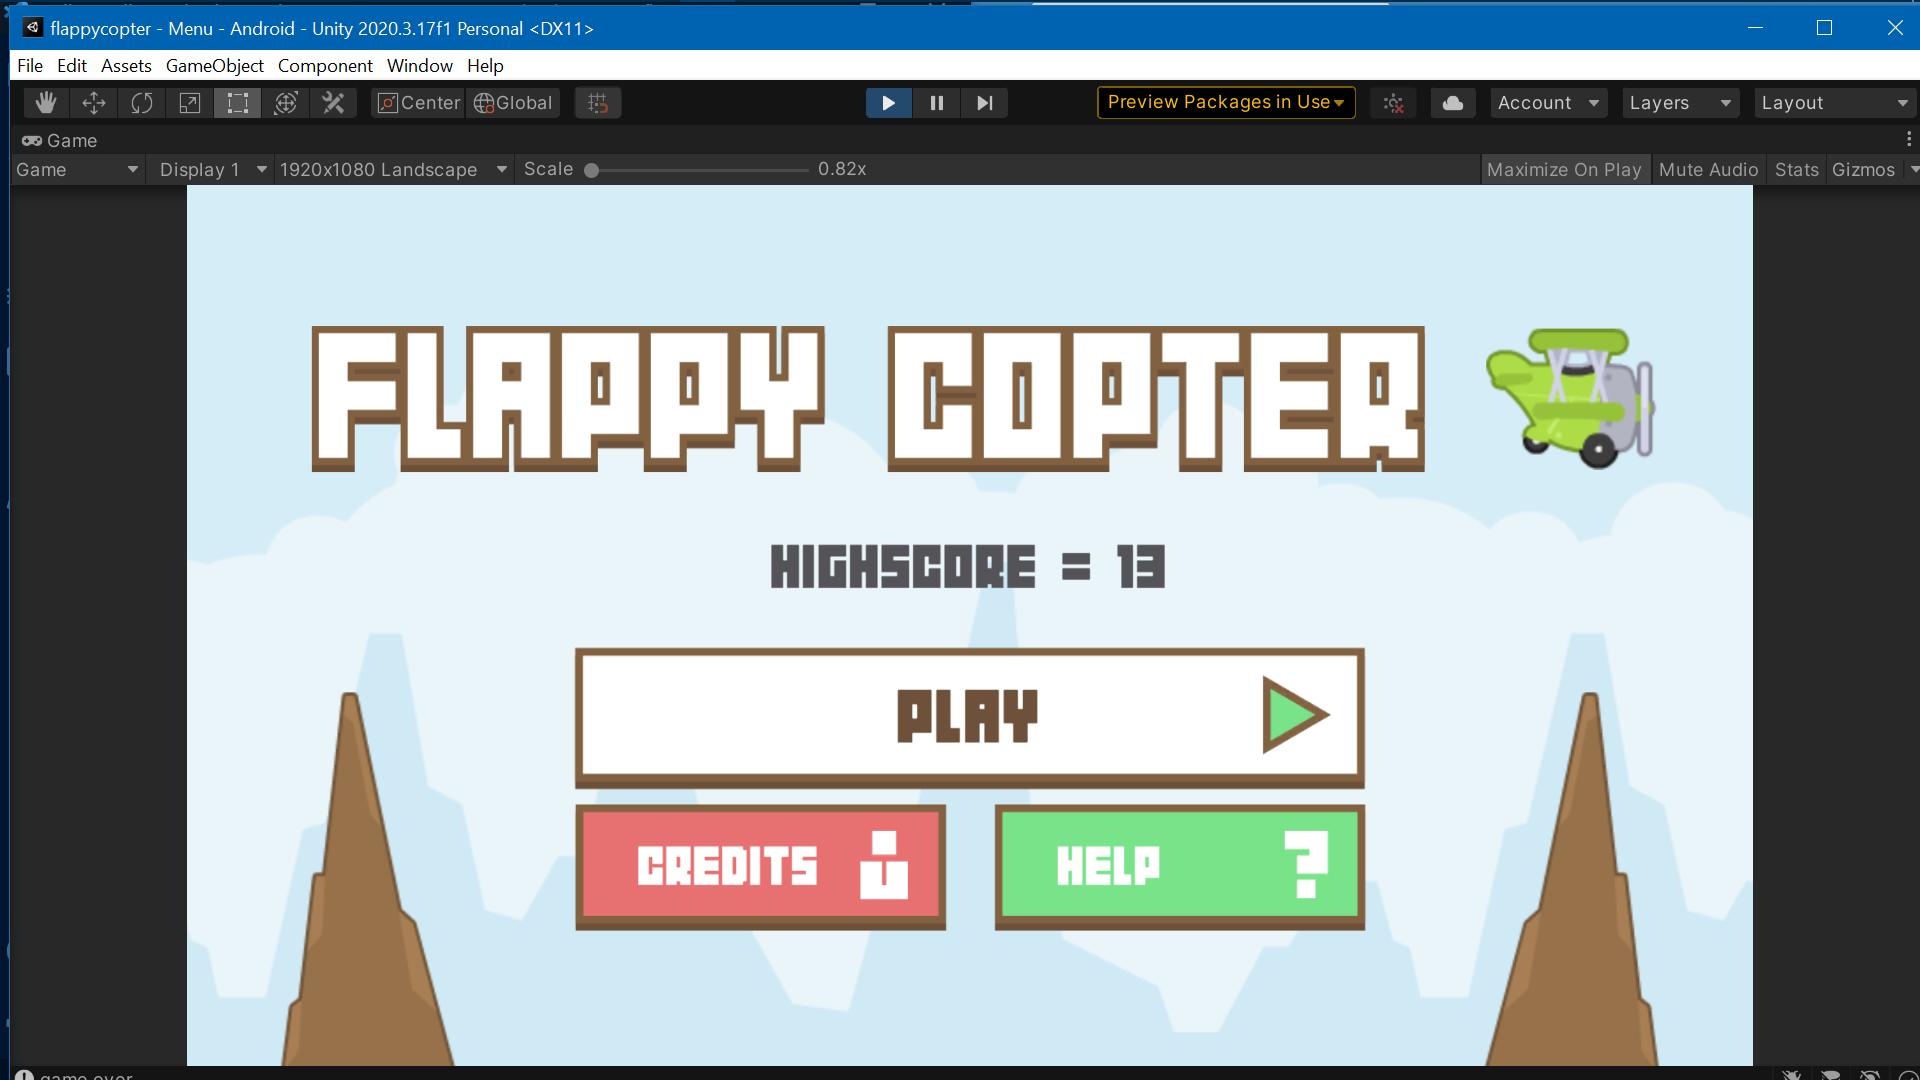 flappycopter - Menu - Android - Unity 2020.3.17f1 Personal <DX11>
File Edit Assets GameObject Component Window Help
Center Global Preview Packages in Use Account Layers Layout
Game
Game Display 1 1920x1080 Landscape Scale 0.82x Maximize On Play Mute Audio Stats Gizmos
FLAPPY COPTER
HIGHSCORE = 13
PLAY
CREDITS
HELP ?
game over